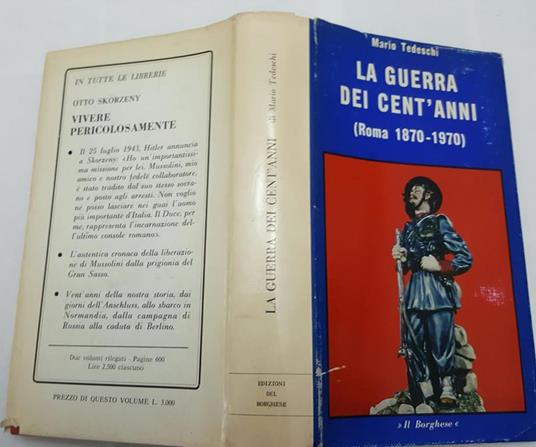 IN TUTTE LE LIBRERIE
OTTO SKORZENY
VIVERE
PERICOLOSAMENTE
• Il 25 luglio 1943, Hitler annuncia
a Skorzeny: «Ho un'importantissi-
ma missione per lei. Mussolini, mio
amico e nostro fedele collaboratore,
è stato tradito dal suo stesso sovra-
no e posto agli arresti. Non voglio
né posso lasciare nei guai l'uomo
più importante d'Italia. Il Duce, per
me, rappresenta l'incarnazione del-
l'ultimo console romano».
• L'autentica cronaca della liberazio-
ne di Mussolini dalla prigionia del
Gran Sasso.
• Vent'anni della nostra storia, dai
giorni dell'Anschluss, allo sbarco in
Normandia, dalla campagna di
Russia alla caduta di Berlino.
Due volumi rilegati - Pagine 600
Lire 2.500 ciascuno
PREZZO DI QUESTO VOLUME L. 3.000
LA GUERRA DEI CENT'ANNI di Mario Tedeschi
EDIZIONI
DEL
BORGHESE
Mario Tedeschi
LA GUERRA
DEI CENT'ANNI
(Roma 1870-1970)
» Il Borghese «